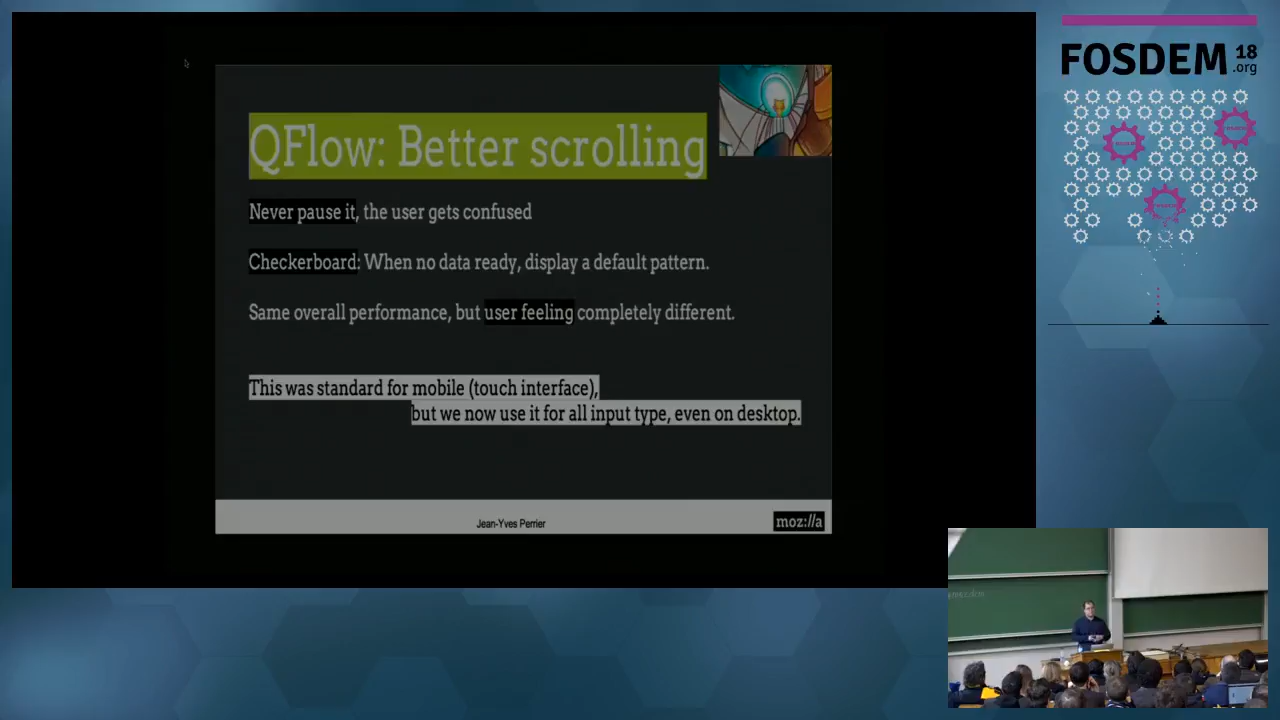 QFlow: Better scrolling
Never pause it, the user gets confused
Checkerboard: When no data ready, display a default pattern.
Same overall performance, but user feeling completely different.
This was standard for mobile (touch interface),
but we now use it for all input type, even on desktop.
Jean-Yves Perrier
moz://a
FOSDEM 18
.org